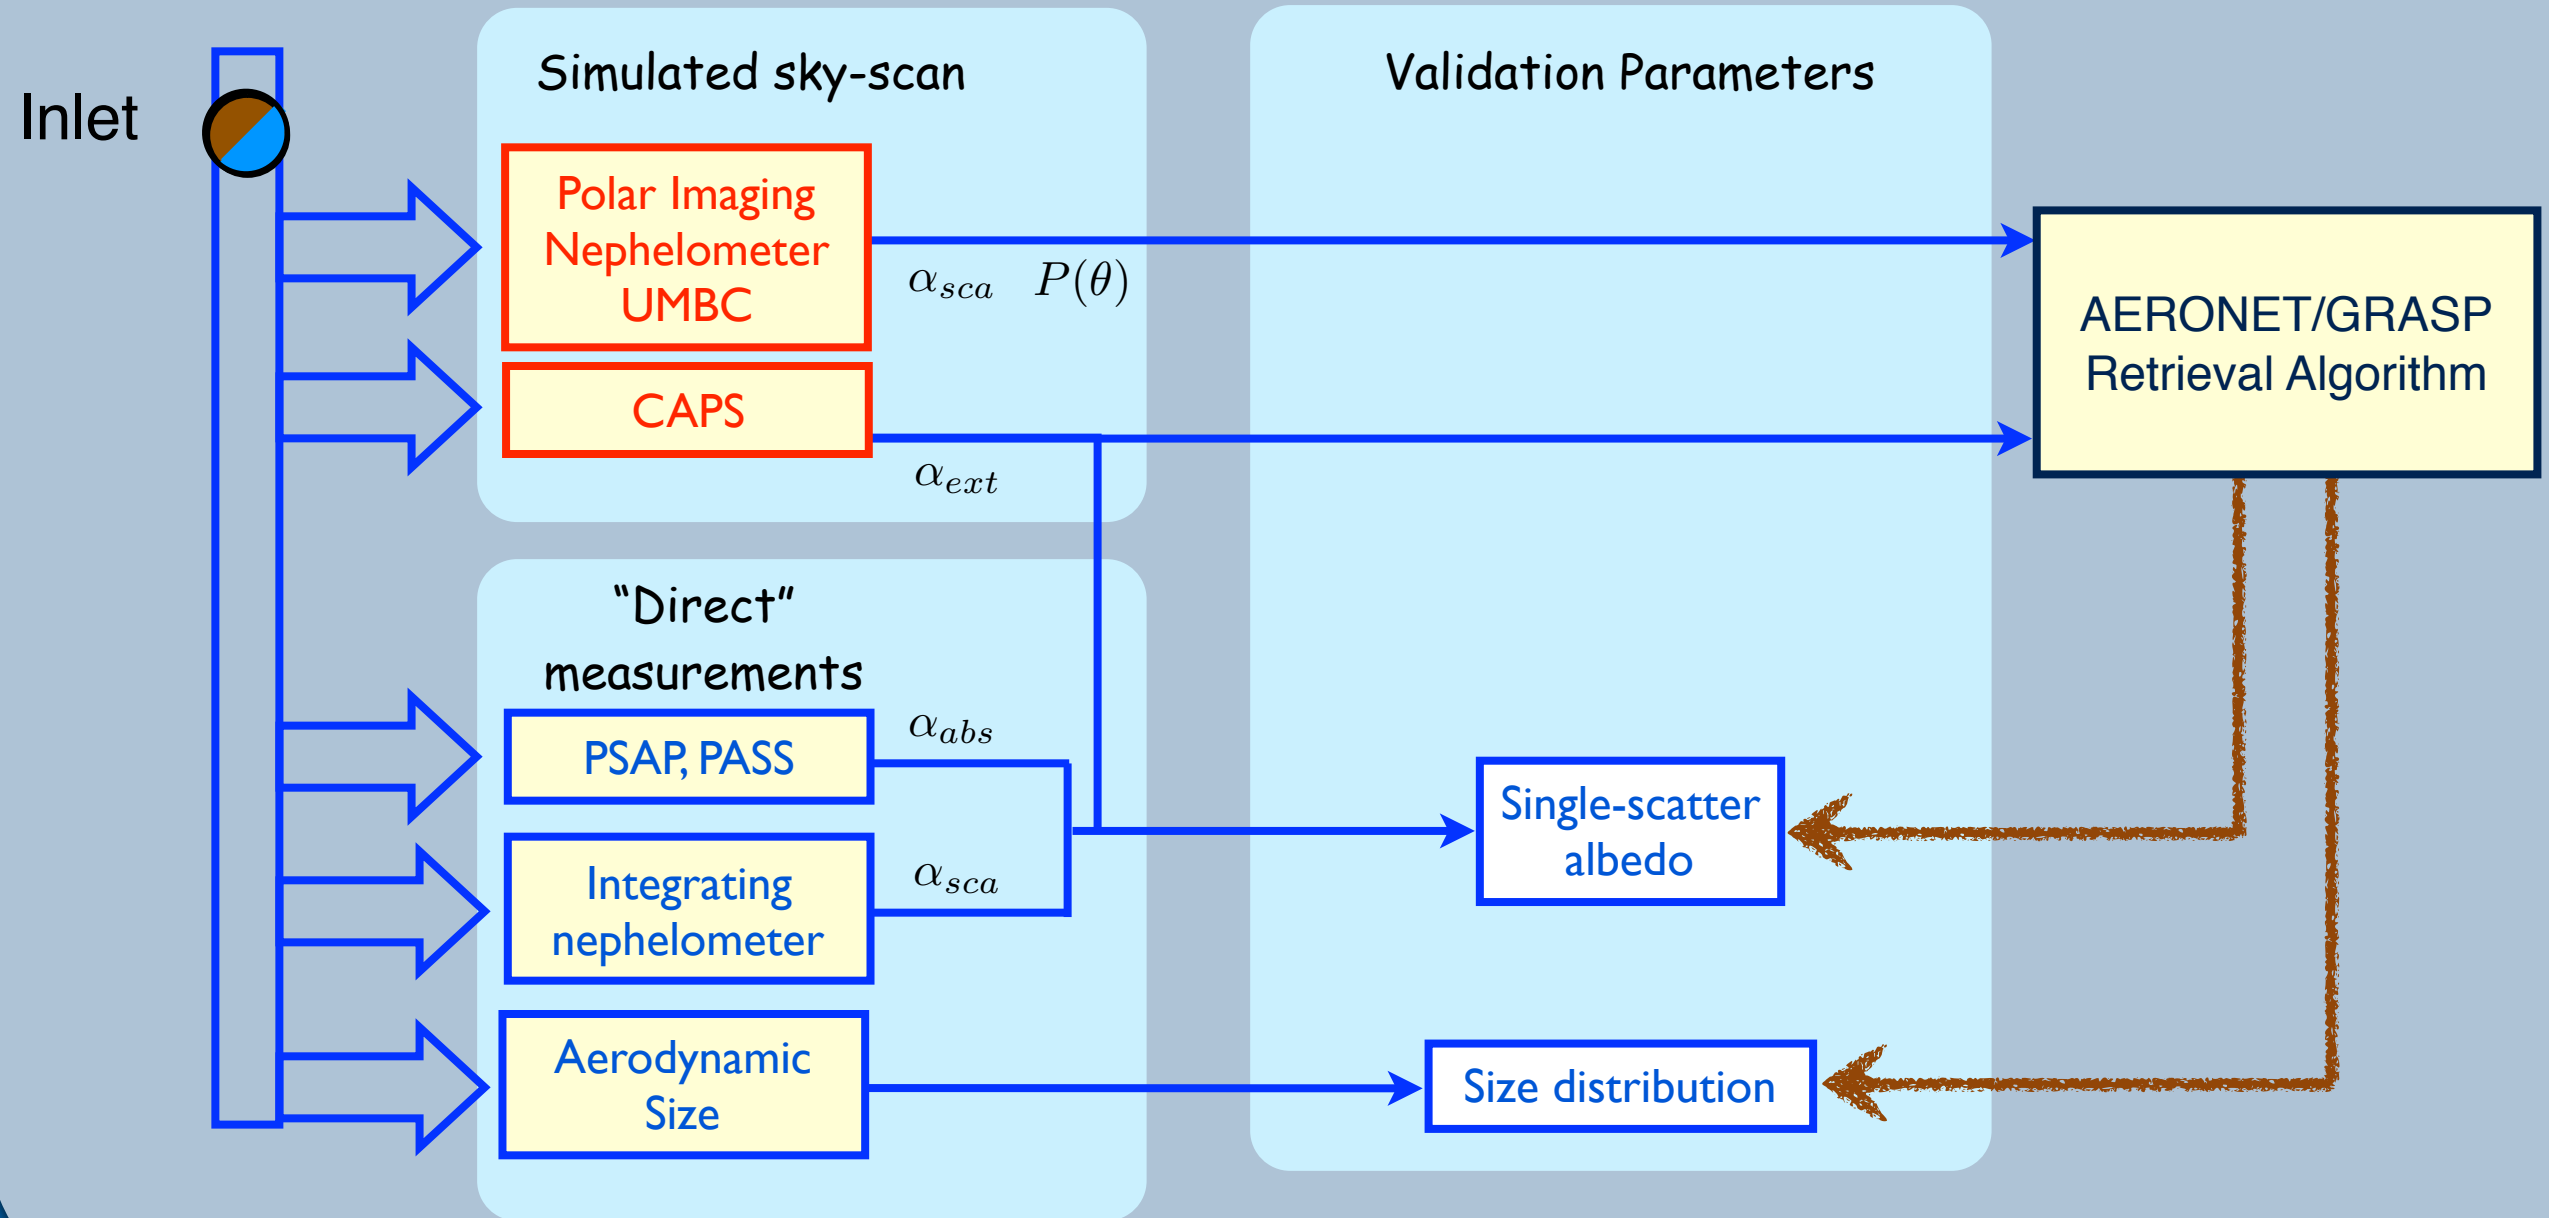 Inlet
Simulated sky-scan
Polar Imaging
Nephelometer
UMBC
α_sca P(θ)
CAPS
α_ext
“Direct”
measurements
PSAP, PASS
α_abs
Integrating
nephelometer
α_sca
Aerodynamic
Size
Validation Parameters
Single-scatter
albedo
Size distribution
AERONET/GRASP
Retrieval Algorithm